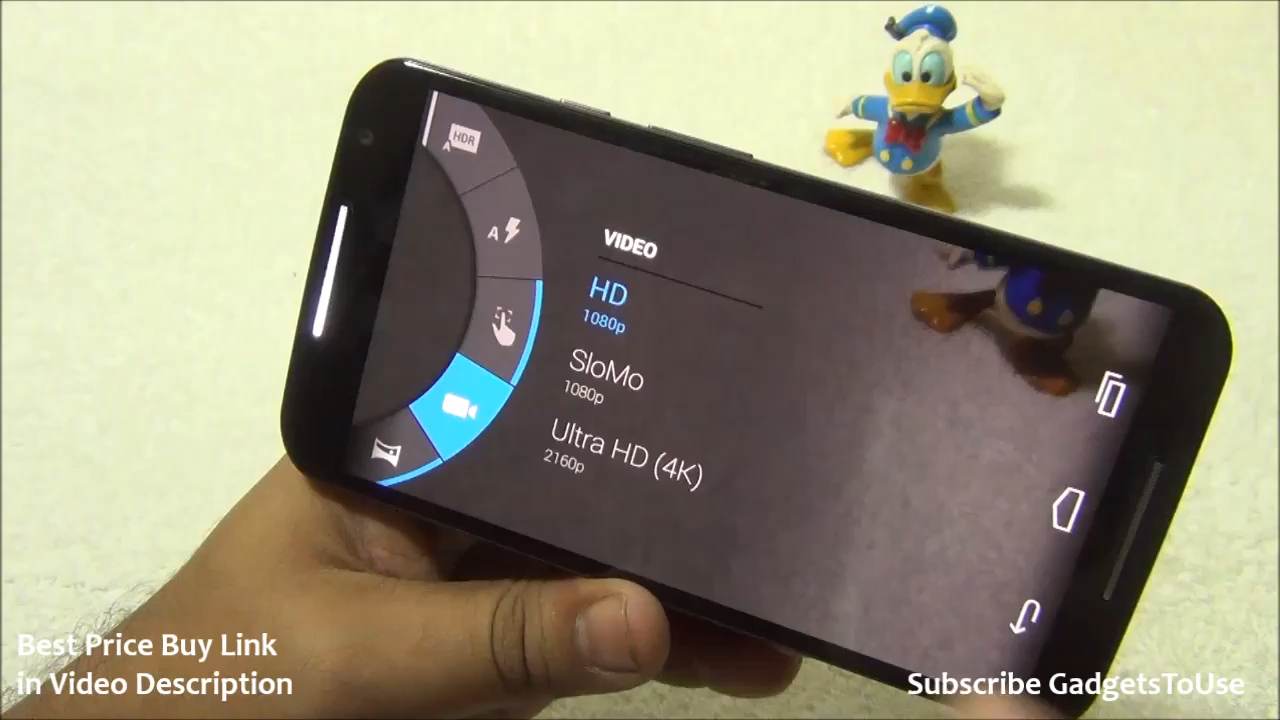 HDR
A
A
VIDEO
HD
1080p
SloMo
1080p
Ultra HD (4K)
2160p
Best Price Buy Link
in Video Description
Subscribe GadgetsToUse